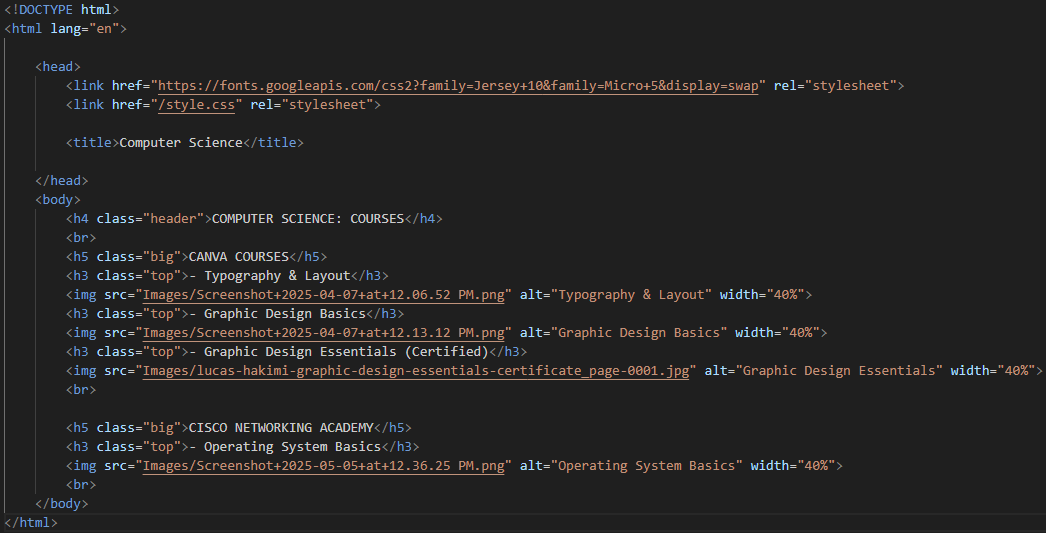 <!DOCTYPE html>
<html lang="en">
<head>
<link href="https://fonts.googleapis.com/css2?family=Jersey+10&family=Micro+5&display=swap" rel="stylesheet">
<link href="/style.css" rel="stylesheet">
<title>Computer Science</title>
</head>
<body>
<h4 class="header">COMPUTER SCIENCE: COURSES</h4>
<br>
<h5 class="big">CANVA COURSES</h5>
<h3 class="top">- Typography & Layout</h3>
<img src="Images/Screenshot+2025-04-07+at+12.06.52 PM.png" alt="Typography & Layout" width="40%">
<h3 class="top">- Graphic Design Basics</h3>
<img src="Images/Screenshot+2025-04-07+at+12.13.12 PM.png" alt="Graphic Design Basics" width="40%">
<h3 class="top">- Graphic Design Essentials (Certified)</h3>
<img src="Images/lucas-hakimi-graphic-design-essentials-certificate_page-0001.jpg" alt="Graphic Design Essentials" width="40%">
<br>
<h5 class="big">CISCO NETWORKING ACADEMY</h5>
<h3 class="top">- Operating System Basics</h3>
<img src="Images/Screenshot+2025-05-05+at+12.36.25 PM.png" alt="Operating System Basics" width="40%">
<br>
</body>
</html>